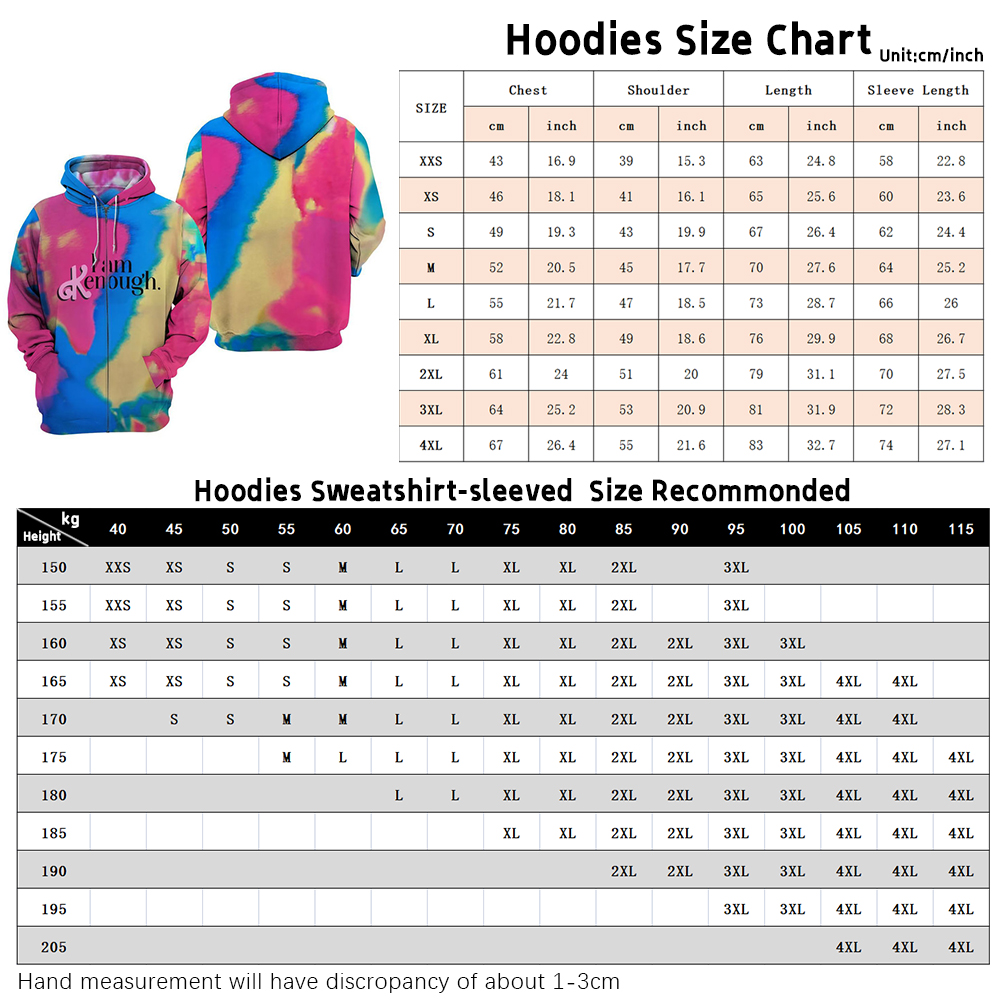 Hoodies Size Chart Unit:cm/inch
SIZE Chest Shoulder Length Sleeve Length
cm inch cm inch cm inch cm inch
XXS 43 16.9 39 15.3 63 24.8 58 22.8
XS 46 18.1 41 16.1 65 25.6 60 23.6
S 49 19.3 43 19.9 67 26.4 62 24.4
M 52 20.5 45 17.7 70 27.6 64 25.2
L 55 21.7 47 18.5 73 28.7 66 26
XL 58 22.8 49 18.6 76 29.9 68 26.7
2XL 61 24 51 20 79 31.1 70 27.5
3XL 64 25.2 53 20.9 81 31.9 72 28.3
4XL 67 26.4 55 21.6 83 32.7 74 27.1
I am
Kenough.
Hoodies Sweatshirt-sleeved Size Recommonded
kg
Height 40 45 50 55 60 65 70 75 80 85 90 95 100 105 110 115
150 XXS XS S S M L L XL XL 2XL 3XL
155 XXS XS S S M L L XL XL 2XL 3XL
160 XS XS S S M L L XL XL 2XL 2XL 3XL 3XL
165 XS XS S S M L L XL XL 2XL 2XL 3XL 3XL 4XL 4XL
170 S S M M L L XL XL 2XL 2XL 3XL 3XL 4XL 4XL
175 M L L L XL XL 2XL 2XL 3XL 3XL 4XL 4XL 4XL
180 L L XL XL 2XL 2XL 3XL 3XL 4XL 4XL 4XL
185 XL XL 2XL 2XL 3XL 3XL 4XL 4XL 4XL
190 2XL 2XL 3XL 3XL 4XL 4XL 4XL
195 3XL 3XL 4XL 4XL 4XL
205 4XL 4XL 4XL
Hand measurement will have discropancy of about 1-3cm